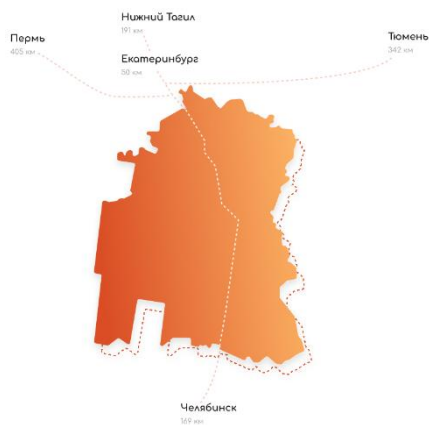 Нижний Тагил
191 км
Пермь
405 км
Тюмень
342 км
Екатеринбург
58 км
Челябинск
169 км